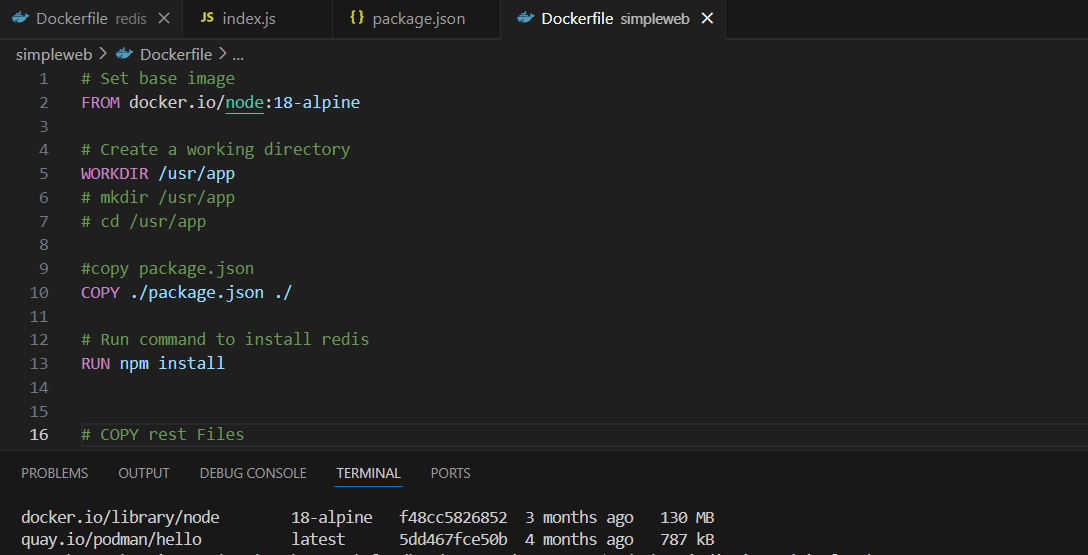 Dockerfile redis index.js package.json Dockerfile simpleweb
simpleweb > Dockerfile > ...
1 # Set base image
2 FROM docker.io/node:18-alpine
3
4 # Create a working directory
5 WORKDIR /usr/app
6 # mkdir /usr/app
7 # cd /usr/app
8
9 #copy package.json
10 COPY ./package.json ./
11
12 # Run command to install redis
13 RUN npm install
14
15
16 # COPY rest Files
PROBLEMS OUTPUT DEBUG CONSOLE TERMINAL PORTS
docker.io/library/node 18-alpine f48cc5826852 3 months ago 130 MB
quay.io/podman/hello latest 5dd467fce50b 4 months ago 787 kB